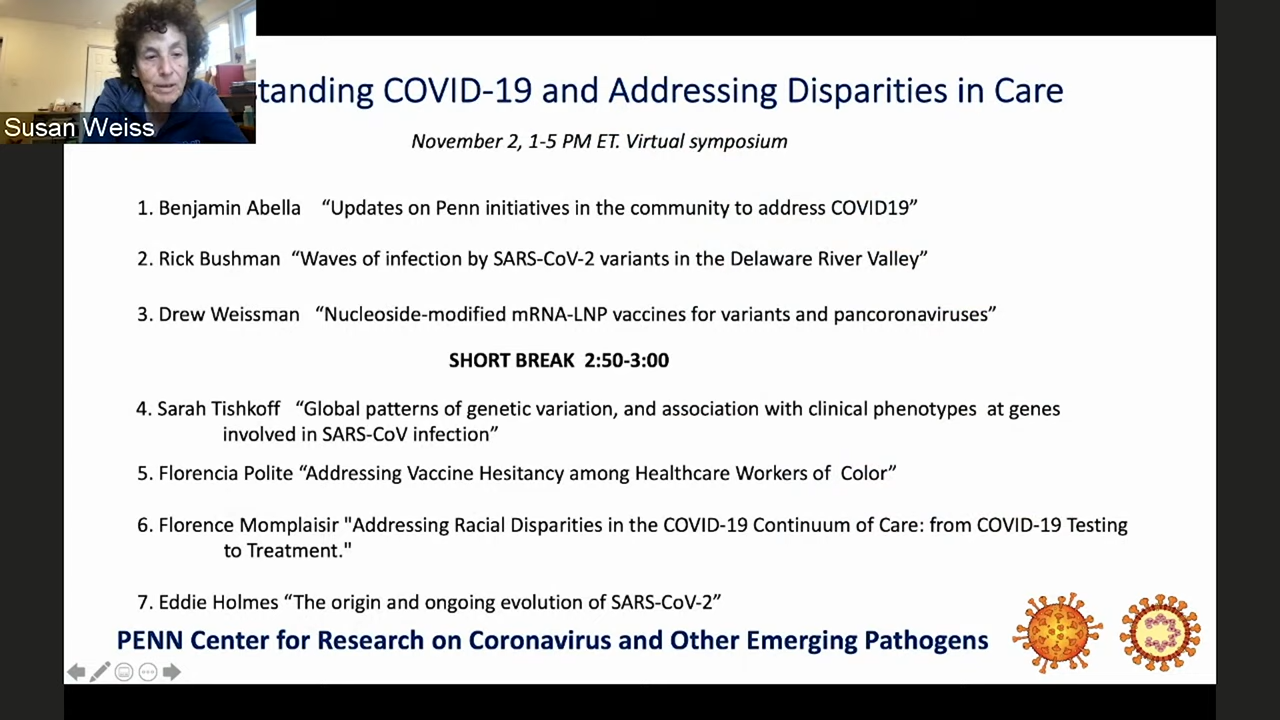 Susan Weiss
tanding COVID-19 and Addressing Disparities in Care
November 2, 1-5 PM ET. Virtual symposium
1. Benjamin Abella “Updates on Penn initiatives in the community to address COVID19”
2. Rick Bushman “Waves of infection by SARS-CoV-2 variants in the Delaware River Valley”
3. Drew Weissman “Nucleoside-modified mRNA-LNP vaccines for variants and pancoronaviruses”
SHORT BREAK 2:50-3:00
4. Sarah Tishkoff “Global patterns of genetic variation, and association with clinical phenotypes at genes
involved in SARS-CoV infection”
5. Florencia Polite “Addressing Vaccine Hesitancy among Healthcare Workers of Color”
6. Florence Momplaisir "Addressing Racial Disparities in the COVID-19 Continuum of Care: from COVID-19 Testing
to Treatment."
7. Eddie Holmes “The origin and ongoing evolution of SARS-CoV-2”
PENN Center for Research on Coronavirus and Other Emerging Pathogens